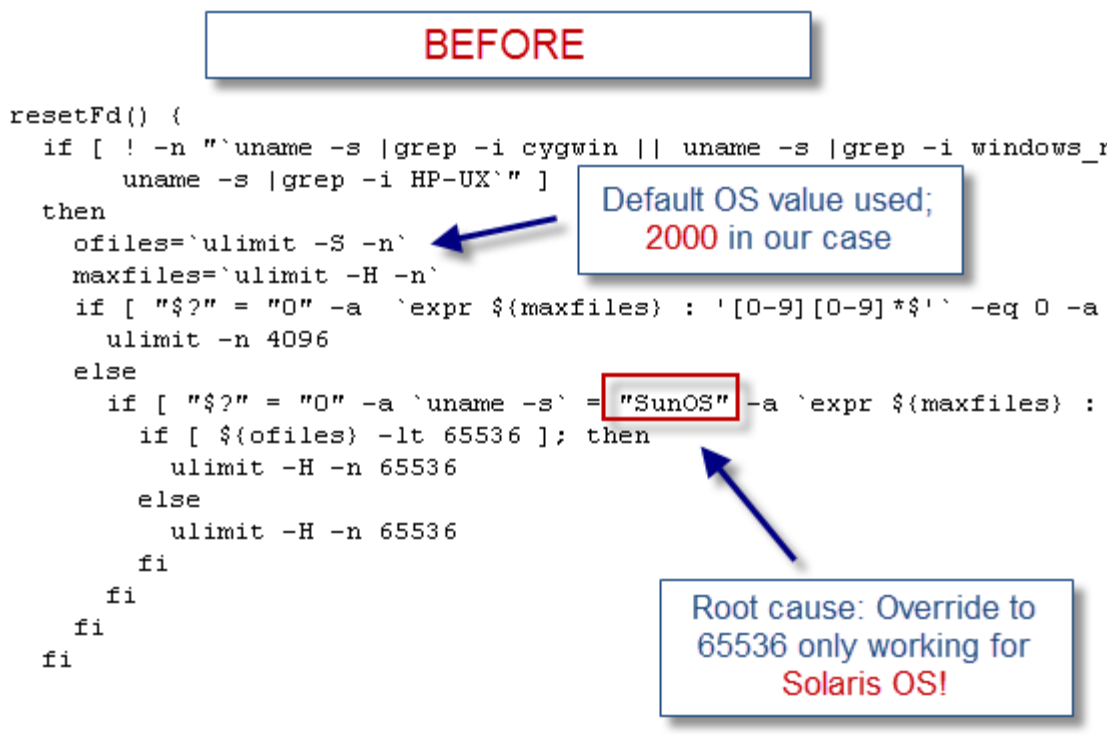 BEFORE
resetFd() {
if [ ! -n "`uname -s |grep -i cygwin || uname -s |grep -i
uname -s |grep -i HP-UX`" ]
then
Default OS value used;
2000 in our case
ofiles=`ulimit -S -n`
maxfiles=`ulimit -H -n`
if [ "$?" = "0" -a `expr ${maxfiles} : '[0-9][0-9]*$'` -eq 0 -a
ulimit -n 4096
else
if [ "$?" = "0" -a `uname -s` = "SunOS" -a `expr ${maxfiles} :
if [ ${ofiles} -lt 65536 ]; then
ulimit -H -n 65536
else
ulimit -H -n 65536
fi
fi
fi
fi
Root cause: Override to
65536 only working for
Solaris OS!